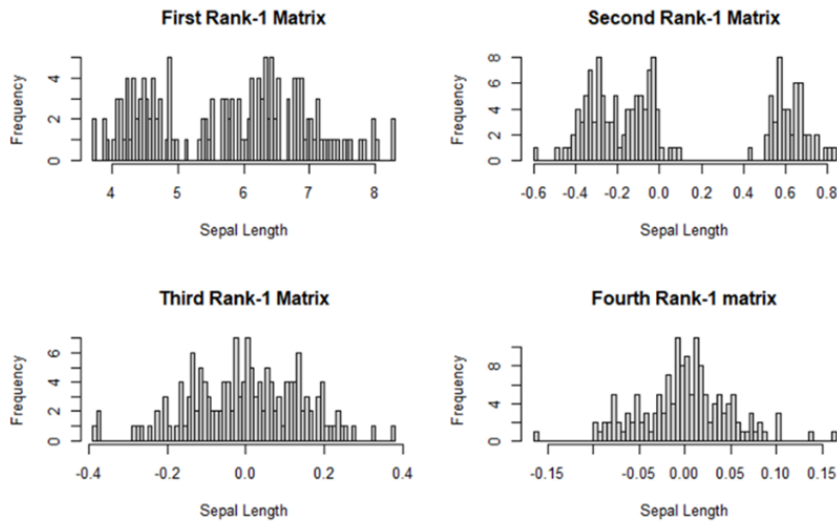 First Rank-1 Matrix
Frequency
0 2 4
4 5 6 7 8
Sepal Length
Second Rank-1 Matrix
Frequency
0 2 4 6 8
-0.6 -0.4 -0.2 0.0 0.2 0.4 0.6 0.8
Sepal Length
Third Rank-1 Matrix
Frequency
0 2 4 6
-0.4 -0.2 0.0 0.2 0.4
Sepal Length
Fourth Rank-1 matrix
Frequency
0 4 8
-0.15 -0.05 0.00 0.05 0.10 0.15
Sepal Length